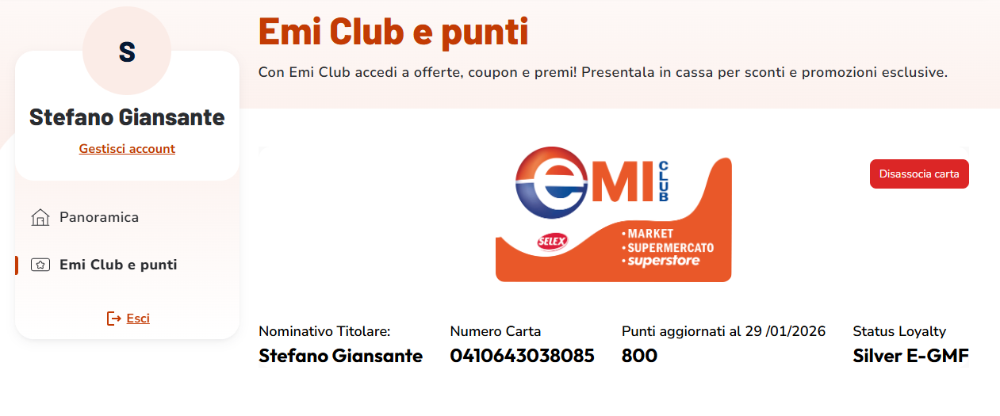 S
Stefano Giansante
Gestisci account
Panoramica
Emi Club e punti
Esci
Emi Club e punti
Con Emi Club accedi a offerte, coupon e premi! Presentala in cassa per sconti e promozioni esclusive.
eMI CLUB
SELEX
• MARKET
• SUPERMERCATO
• superstore
Disassocia carta
Nominativo Titolare:
Stefano Giansante
Numero Carta
0410643038085
Punti aggiornati al 29 /01/2026
800
Status Loyalty
Silver E-GMF